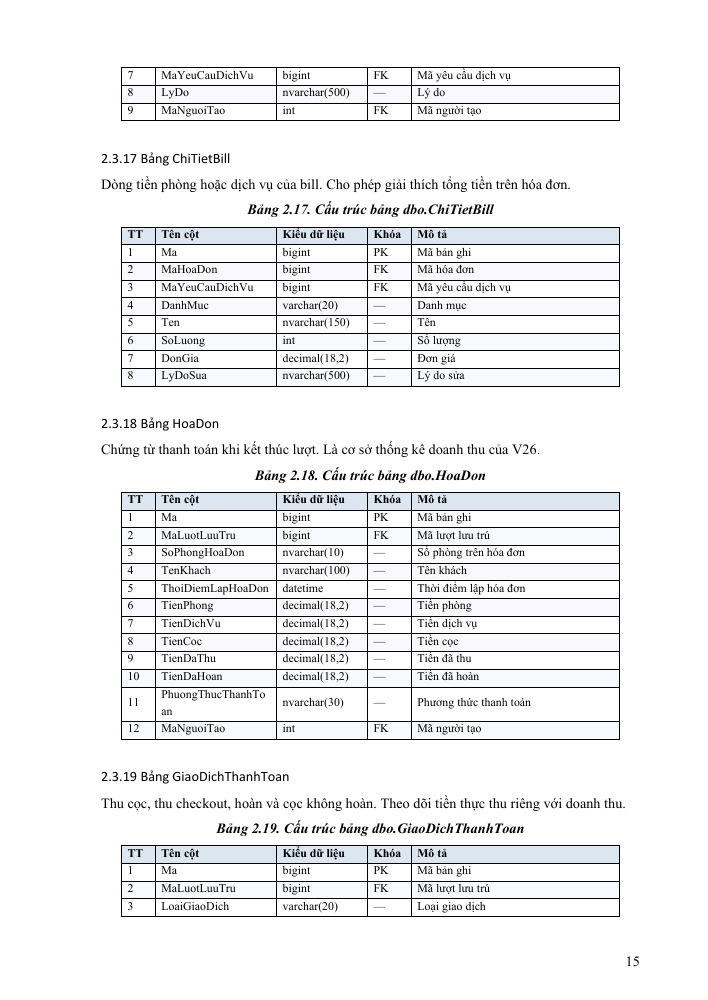 7 MaYeuCauDichVu bigint FK Mã yêu cầu dịch vụ
8 LyDo nvarchar(500) — Lý do
9 MaNguoiTao int FK Mã người tạo
2.3.17 Bảng ChiTietBill
Dòng tiền phòng hoặc dịch vụ của bill. Cho phép giải thích tổng tiền trên hóa đơn.
Bảng 2.17. Cấu trúc bảng dbo.ChiTietBill
TT Tên cột Kiểu dữ liệu Khóa Mô tả
1 Ma bigint PK Mã bản ghi
2 MaHoaDon bigint FK Mã hóa đơn
3 MaYeuCauDichVu bigint FK Mã yêu cầu dịch vụ
4 DanhMuc varchar(20) — Danh mục
5 Ten nvarchar(150) — Tên
6 SoLuong int — Số lượng
7 DonGia decimal(18,2) — Đơn giá
8 LyDoSua nvarchar(500) — Lý do sửa
2.3.18 Bảng HoaDon
Chứng từ thanh toán khi kết thúc lượt. Là cơ sở thống kê doanh thu của V26.
Bảng 2.18. Cấu trúc bảng dbo.HoaDon
TT Tên cột Kiểu dữ liệu Khóa Mô tả
1 Ma bigint PK Mã bản ghi
2 MaLuotLuuTru bigint FK Mã lượt lưu trú
3 SoPhongHoaDon nvarchar(10) — Số phòng trên hóa đơn
4 TenKhach nvarchar(100) — Tên khách
5 ThoiDiemLapHoaDon datetime — Thời điểm lập hóa đơn
6 TienPhong decimal(18,2) — Tiền phòng
7 TienDichVu decimal(18,2) — Tiền dịch vụ
8 TienCoc decimal(18,2) — Tiền cọc
9 TienDaThu decimal(18,2) — Tiền đã thu
10 TienDaHoan decimal(18,2) — Tiền đã hoàn
11 PhuongThucThanhTo
an nvarchar(30) — Phương thức thanh toán
12 MaNguoiTao int FK Mã người tạo
2.3.19 Bảng GiaoDichThanhToan
Thu cọc, thu checkout, hoàn và cọc không hoàn. Theo dõi tiền thực thu riêng với doanh thu.
Bảng 2.19. Cấu trúc bảng dbo.GiaoDichThanhToan
TT Tên cột Kiểu dữ liệu Khóa Mô tả
1 Ma bigint PK Mã bản ghi
2 MaLuotLuuTru bigint FK Mã lượt lưu trú
3 LoaiGiaoDich varchar(20) — Loại giao dịch
15